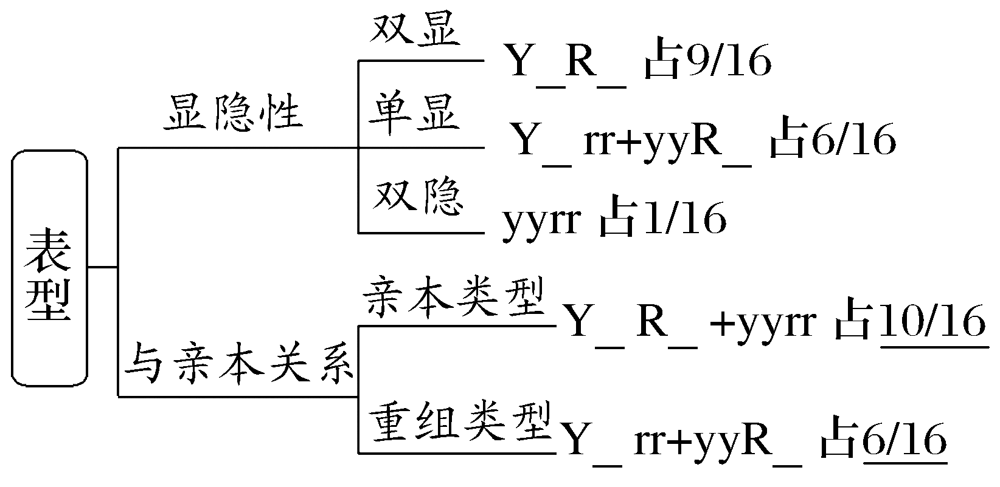 表型
显隐性
双显 Y_R_ 占9/16
单显 Y_ rr+yyR_ 占6/16
双隐 yyrr 占1/16
与亲本关系
亲本类型 Y_ R_ +yyrr 占10/16
重组类型 Y_ rr+yyR_ 占6/16